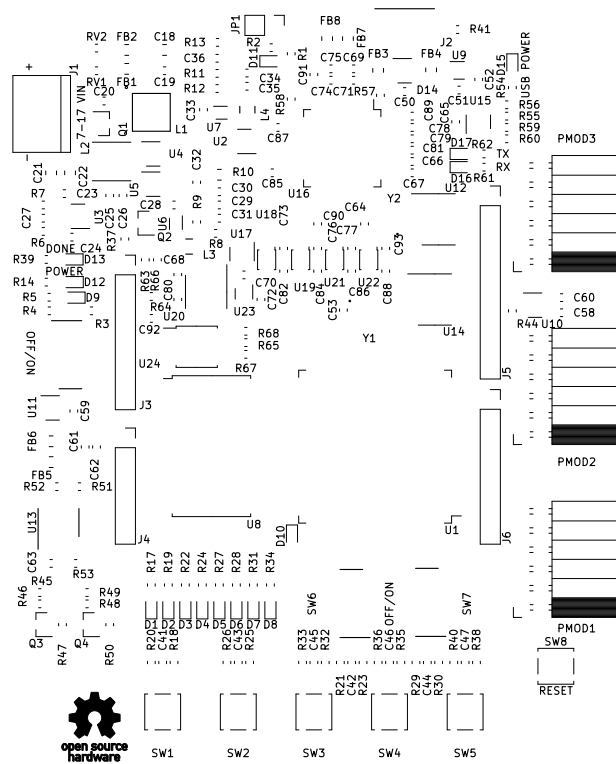 JP1
FB8
FB7
J2
R41
RV2 FB2 C18
R13
C36
R11
R12
R2
D11
R1
C91
C34
C35
R58
C75 C69
FB3
FB4
U9
D15
USB POWER
J1
7-17 VIN
RV1 FB1 C19
C20
Q1
L1
C33
U7
U2
L4
C87
C74 C71 R57
D14
C50
C89
C65
C51 U15
C52
R54
R56
R55
R59
R60
PMOD3
L2
U4
C32
C78
C79
C81
C66
C67
D17 R62
TX
RX
D16 R61
U12
C21
C22
R7
C23
U5
R10
C30
C29
C31
R9
C85
U16
U18
C73
C64
C90
C76
C77
Y2
C93
C27
U3
C25
C26
R37
C28
U6
Q2
R8
U17
L3
R6
DONE C24
R39
D13
POWER
R14
D12
R5
D9
R4
R3
C68
R63
R66
C80
R64
U20
C70
C72
U23
C82
U19
C84
U21
C86
C53
U22
C88
OFF/ON
C92
U24
R68
R65
R67
Y1
U14
J5
C60
C58
R44 U10
U11
C59
J3
FB6
C61
C62
FB5
R52
R51
PMOD2
U13
J4
U8
D10
U1
J6
C63
R53
R45
R46
R49
R48
R17 R19 R22 R24 R27 R28 R31 R34
SW6
OFF/ON
SW7
PMOD1
Q3
R47
Q4
R50
D1 D2 D3 D4 D5 D6 D7 D8
R20 C41 R18
R26 C43 R25
R33 C45 R32
R36 C46 R35
R40 C47 R38
R21 C42 R23
R29 C44 R30
SW8
RESET
open source
hardware
SW1 SW2 SW3 SW4 SW5